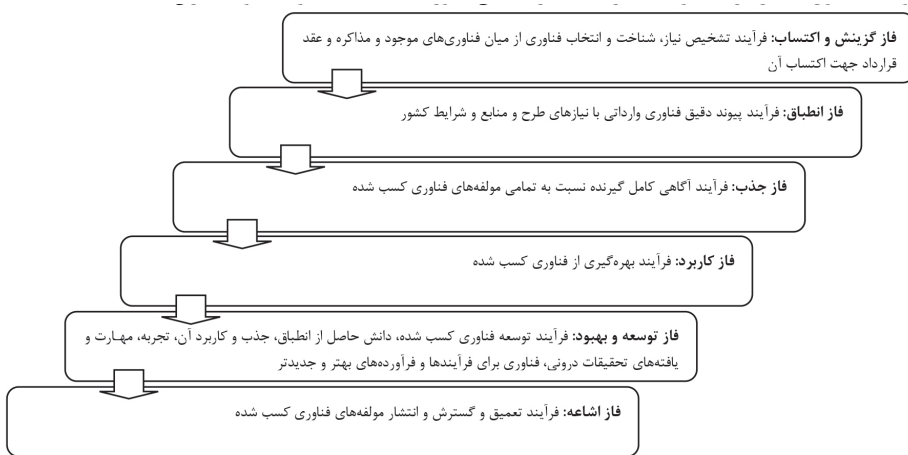 فاز گزینش و اکتساب: فرآیند تشخیص نیاز، شناخت و انتخاب فناوری از میان فناوری‌های موجود و مذاکره و عقد
قرارداد جهت اکتساب آن
فاز انطباق: فرآیند پیوند دقیق فناوری وارداتی با نیازهای طرح و منابع و شرایط کشور
فاز جذب: فرآیند آگاهی کامل گیرنده نسبت به تمامی مولفه‌های فناوری کسب شده
فاز کاربرد: فرآیند بهره‌گیری از فناوری کسب شده
فاز توسعه و بهبود: فرآیند توسعه فناوری کسب شده، دانش حاصل از انطباق، جذب و کاربرد آن، تجربه، مهـارت و
یافته‌های تحقیقات درونی، فناوری برای فرآیندها و فرآورده‌های بهتر و جدیدتر
فاز اشاعه: فرآیند تعمیق و گسترش و انتشار مولفه‌های فناوری کسب شده